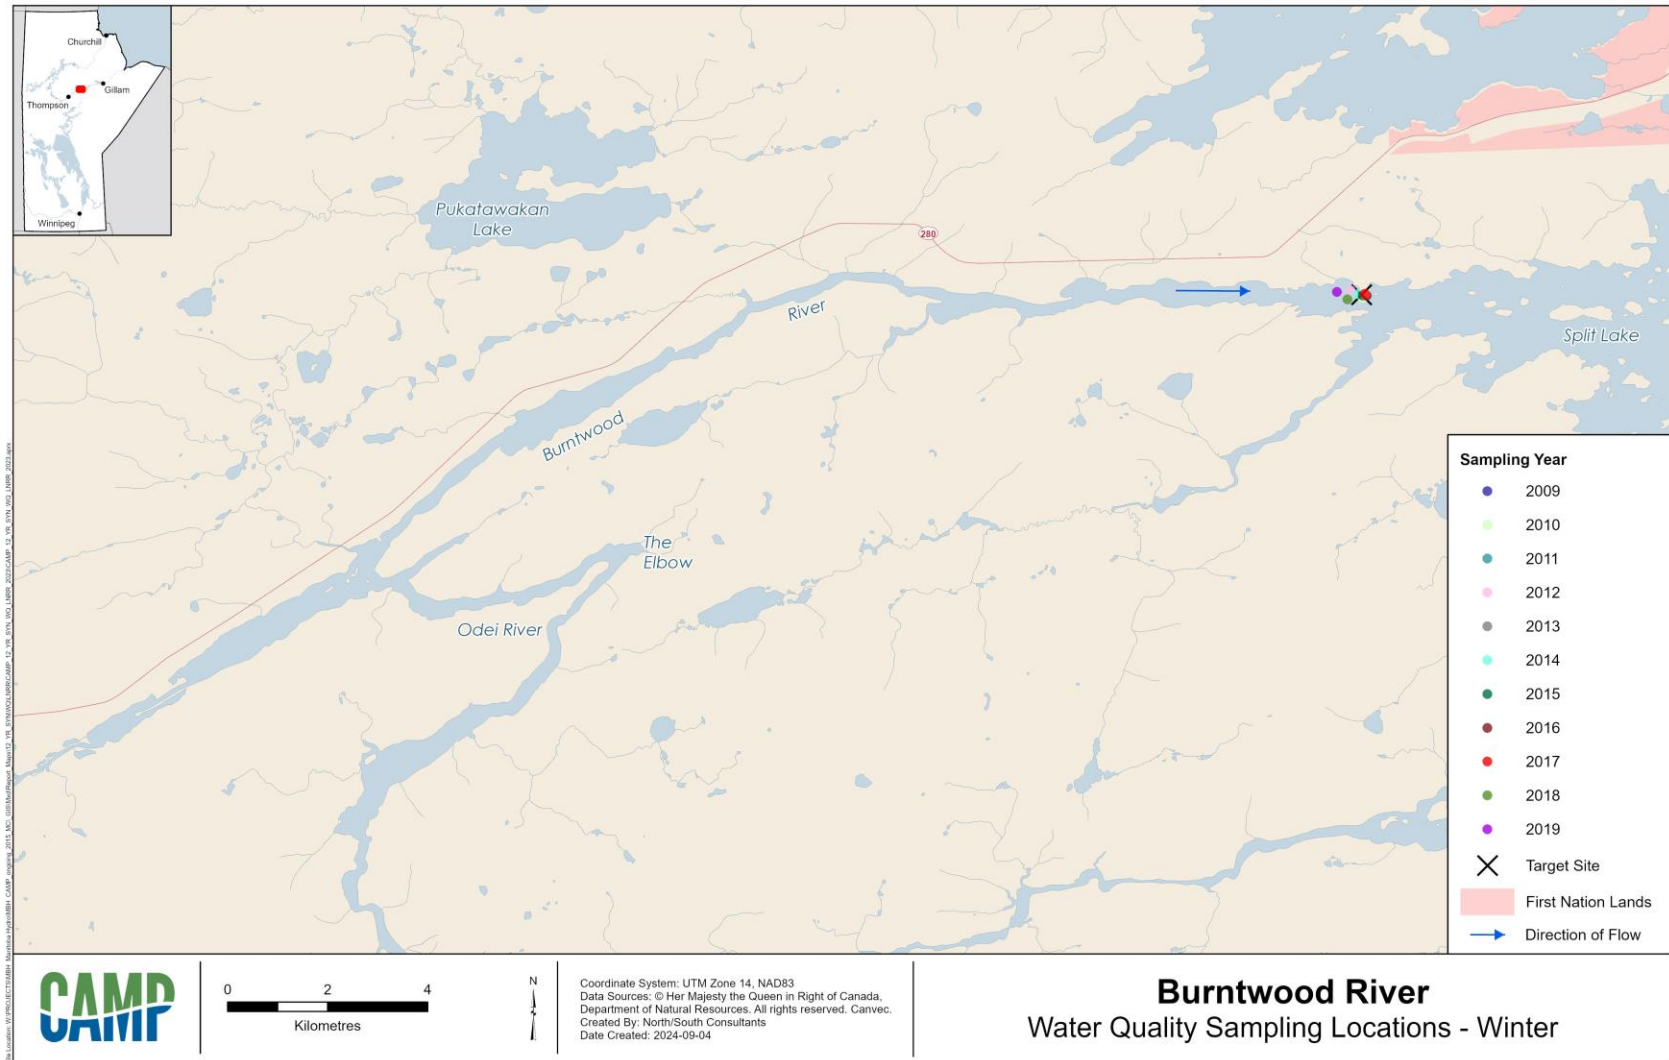 Churchill
Gillam
Thompson
Winnipeg
Pukatawakan
Lake
280
River
Split Lake
Burntwood
The
Elbow
Odei River
Sampling Year
2009
2010
2011
2012
2013
2014
2015
2016
2017
2018
2019
Target Site
First Nation Lands
Direction of Flow
CAMP
0 2 4
Kilometres
N
Coordinate System: UTM Zone 14, NAD83
Data Sources: © Her Majesty the Queen in Right of Canada,
Department of Natural Resources. All rights reserved. Canvec.
Created By: North/South Consultants
Date Created: 2024-09-04
Burntwood River
Water Quality Sampling Locations - Winter